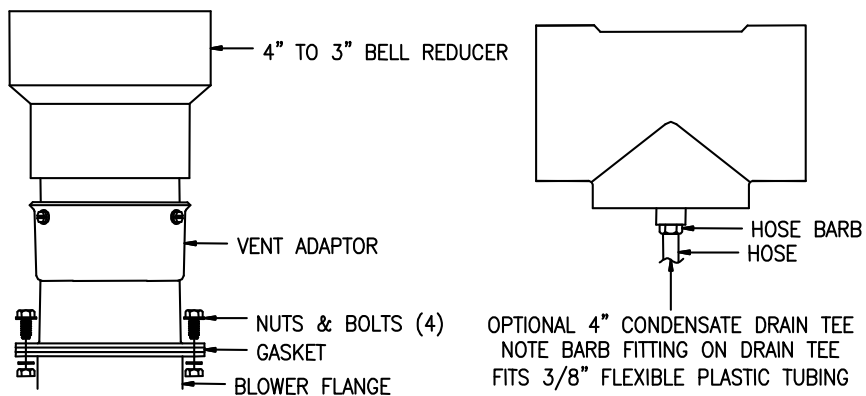 4” TO 3” BELL REDUCER
VENT ADAPTOR
NUTS & BOLTS (4)
GASKET
BLOWER FLANGE
HOSE BARB
HOSE
OPTIONAL 4” CONDENSATE DRAIN TEE
NOTE BARB FITTING ON DRAIN TEE
FITS 3/8” FLEXIBLE PLASTIC TUBING